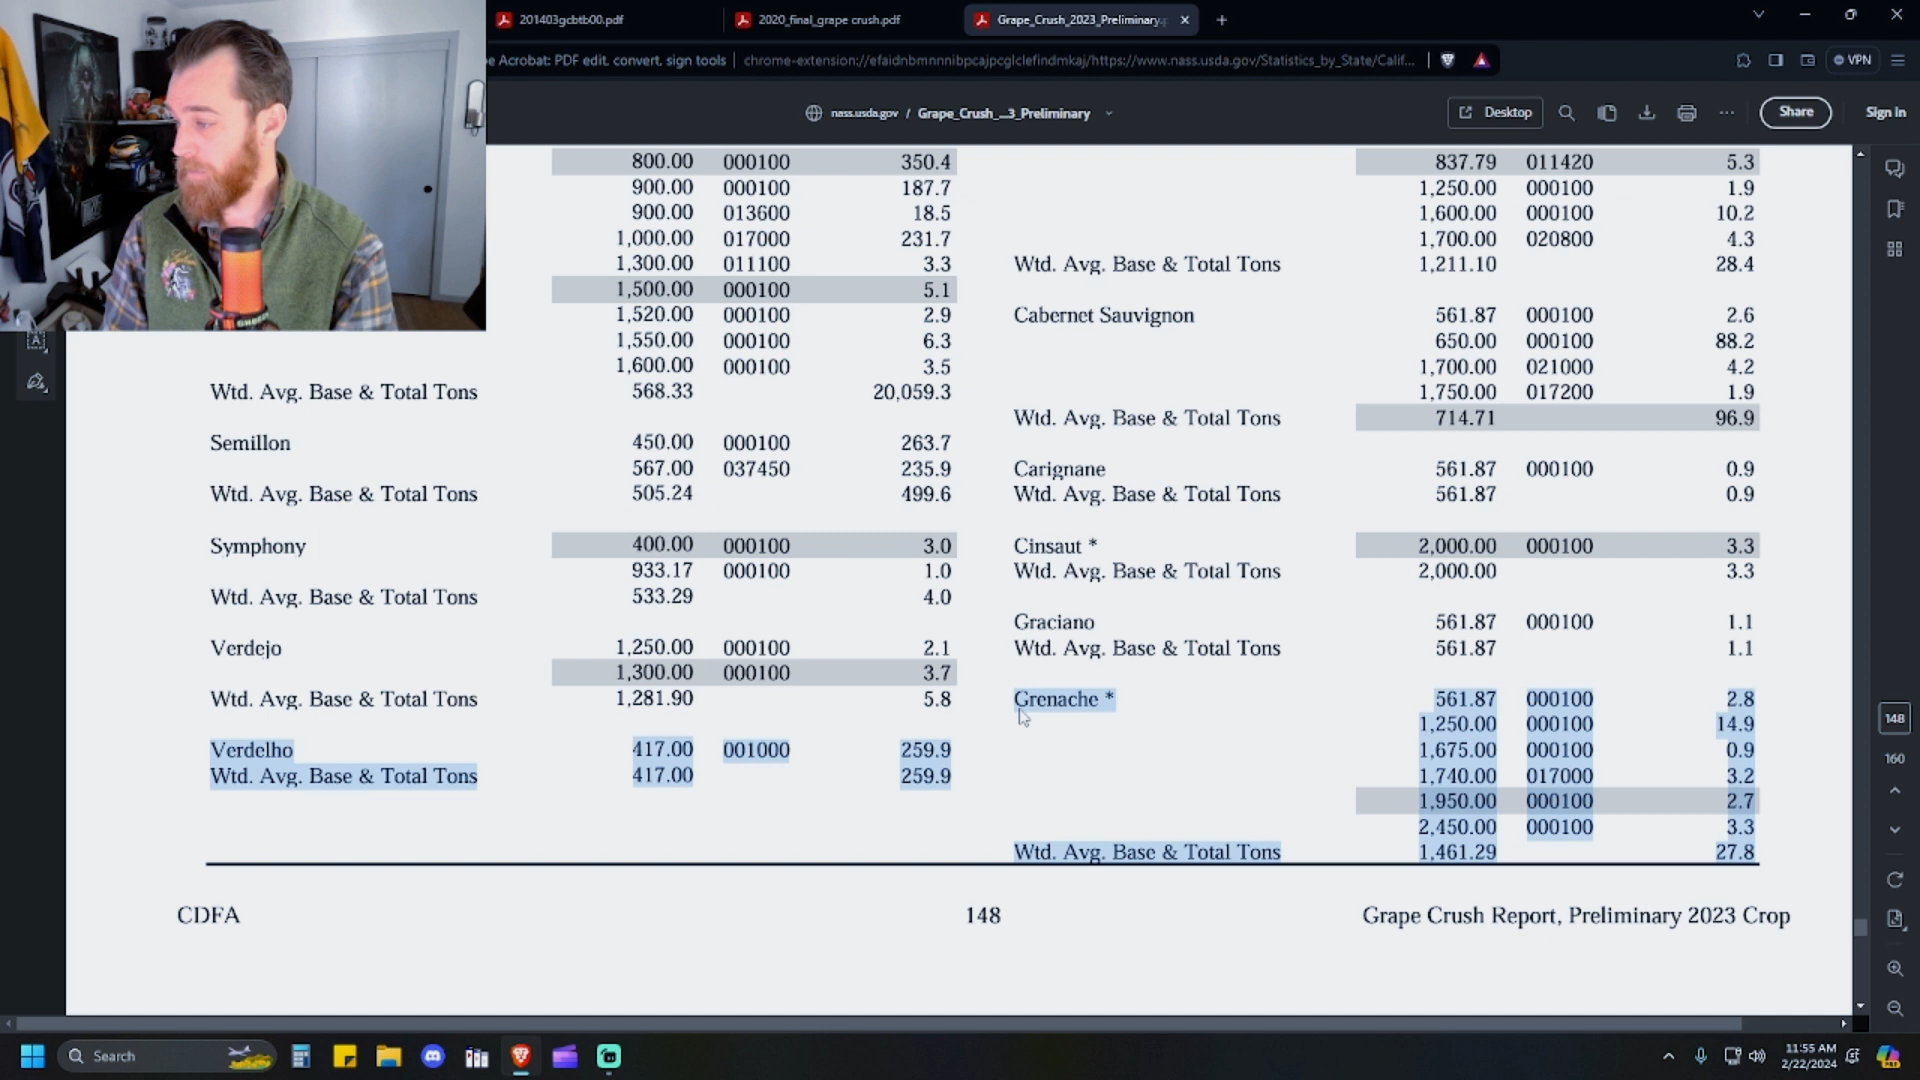 201403gcbtb00.pdf
2020_final_grape crush.pdf
Grape_Crush_2023_Preliminary.
Acrobat: PDF edit, convert, sign tools
chrome-extension://efaidnbmnnnibpcajpcglclefindmkaj/https://www.nass.usda.gov/Statistics_by_State/Calif...
VPN
nass.usda.gov / Grape_Crush_...3_Preliminary
Desktop
Share
Sign in
800.00 000100 350.4
900.00 000100 187.7
900.00 013600 18.5
1,000.00 017000 231.7
1,300.00 011100 3.3
1,500.00 000100 5.1
1,520.00 000100 2.9
1,550.00 000100 6.3
1,600.00 000100 3.5
Wtd. Avg. Base & Total Tons 568.33 20,059.3
Semillon 450.00 000100 263.7
567.00 037450 235.9
Wtd. Avg. Base & Total Tons 505.24 499.6
Symphony 400.00 000100 3.0
933.17 000100 1.0
Wtd. Avg. Base & Total Tons 533.29 4.0
Verdejo 1,250.00 000100 2.1
1,300.00 000100 3.7
Wtd. Avg. Base & Total Tons 1,281.90 5.8
Verdelho 417.00 001000 259.9
Wtd. Avg. Base & Total Tons 417.00 259.9
837.79 011420 5.3
1,250.00 000100 1.9
1,600.00 000100 10.2
1,700.00 020800 4.3
Wtd. Avg. Base & Total Tons 1,211.10 28.4
Cabernet Sauvignon 561.87 000100 2.6
650.00 000100 88.2
1,700.00 021000 4.2
1,750.00 017200 1.9
Wtd. Avg. Base & Total Tons 714.71 96.9
Carignane 561.87 000100 0.9
Wtd. Avg. Base & Total Tons 561.87 0.9
Cinsaut * 2,000.00 000100 3.3
Wtd. Avg. Base & Total Tons 2,000.00 3.3
Graciano 561.87 000100 1.1
Wtd. Avg. Base & Total Tons 561.87 1.1
Grenache * 561.87 000100 2.8
1,250.00 000100 14.9
1,675.00 000100 0.9
1,740.00 017000 3.2
1,950.00 000100 2.7
2,450.00 000100 3.3
Wtd. Avg. Base & Total Tons 1,461.29 27.8
CDFA 148 Grape Crush Report, Preliminary 2023 Crop
148
160
Search
11:55 AM
2/22/2024